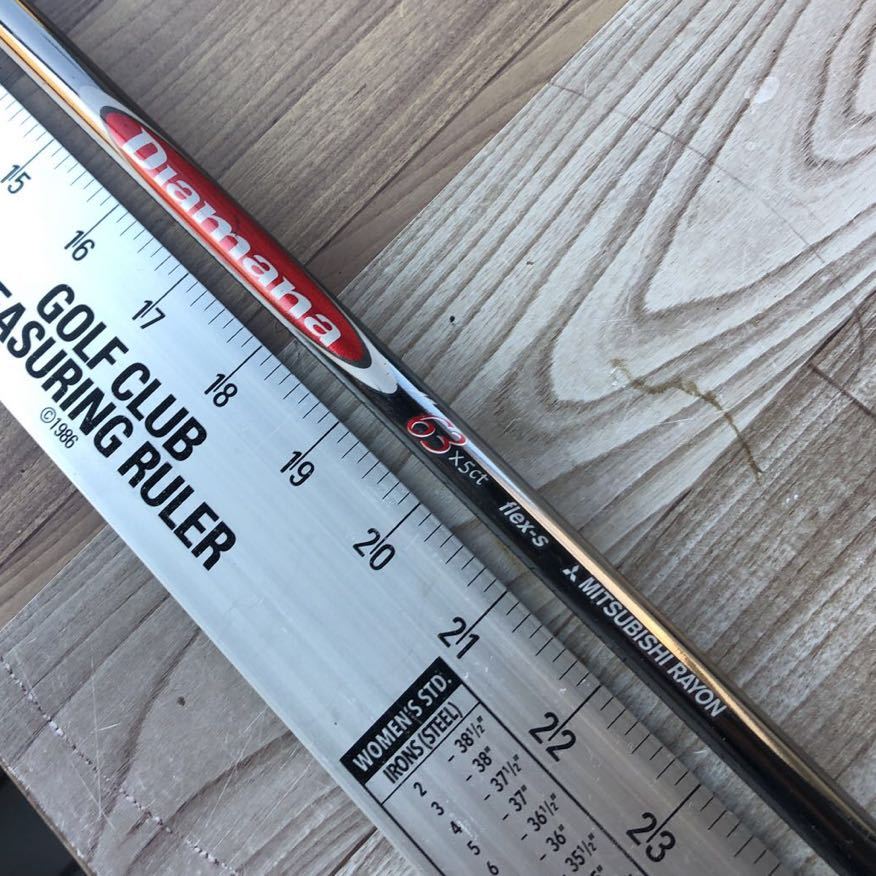 Diamana
63 x5ct
flex-s
MITSUBISHI RAYON
15
16
17
18
19
20
21
22
23
GOLF CLUB
EASURING RULER
©1986
WOMEN'S STD.
IRONS (STEEL)
2 - 38½"
3 - 38"
4 - 37½"
5 - 37"
6 - 36½"
- 36"
35½"